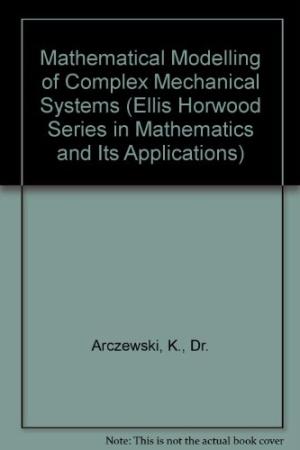 Mathematical Modelling
of Complex Mechanical
Systems (Ellis Horwood
Series in Mathematics
and Its Applications)
Arczewski, K., Dr.
Note: This is not the actual book cover